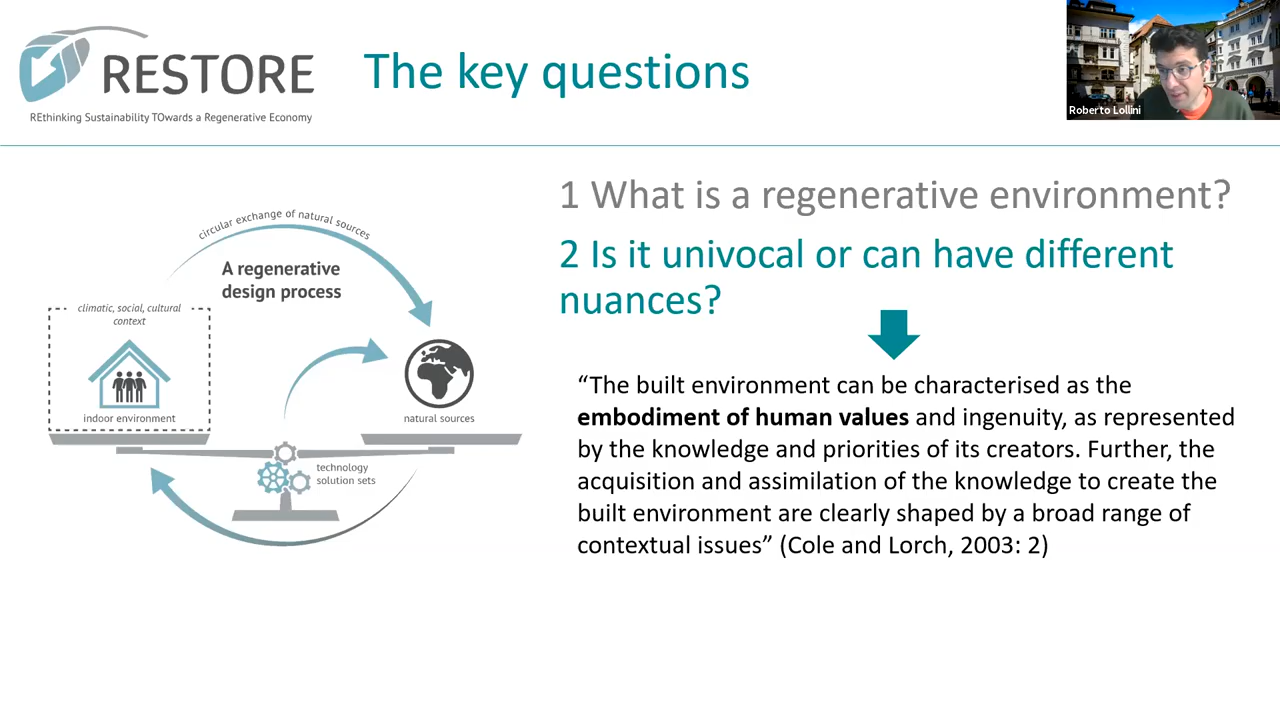 RESTORE
REthinking Sustainability TOwards a Regenerative Economy
The key questions
Roberto Lollini
circular exchange of natural sources
A regenerative
design process
climatic, social, cultural
context
indoor environment
natural sources
technology
solution sets
1 What is a regenerative environment?
2 Is it univocal or can have different
nuances?
“The built environment can be characterised as the
embodiment of human values and ingenuity, as represented
by the knowledge and priorities of its creators. Further, the
acquisition and assimilation of the knowledge to create the
built environment are clearly shaped by a broad range of
contextual issues” (Cole and Lorch, 2003: 2)